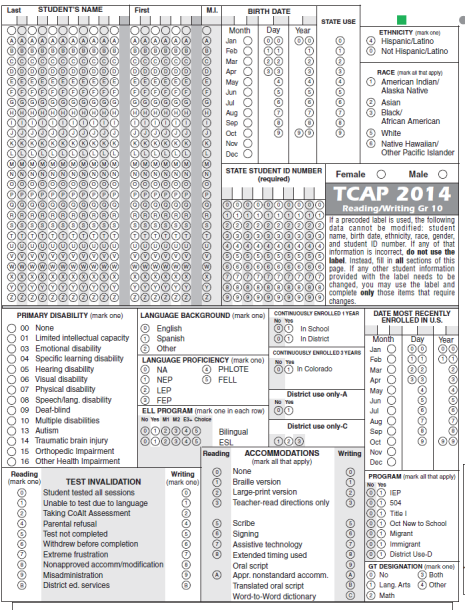 Last STUDENT'S NAME First M.I.
BIRTH DATE
Month Day Year
Jan
Feb
Mar
Apr
May
Jun
Jul
Aug
Sep
Oct
Nov
Dec
STATE USE
ETHNICITY (mark one)
Hispanic/Latino
Not Hispanic/Latino
RACE (mark all that apply)
American Indian/
Alaska Native
Asian
Black/
African American
White
Native Hawaiian/
Other Pacific Islander
STATE STUDENT ID NUMBER
(required)
Female Male
TCAP 2014
Reading/Writing Gr 10
If a precoded label is used, the following
data cannot be modified: student
name, birth date, ethnicity, race, gender,
and student ID number. If any of that
information is incorrect, do not use the
label. Instead, fill in all sections of this
page. If any other student information
provided with the label needs to be
changed, you may use the label and
complete only those items that require
changes.
PRIMARY DISABILITY (mark one)
00 None
01 Limited intellectual capacity
03 Emotional disability
04 Specific learning disability
05 Hearing disability
06 Visual disability
07 Physical disability
08 Speech/lang. disability
09 Deaf-blind
10 Multiple disabilities
13 Autism
14 Traumatic brain injury
15 Orthopedic Impairment
16 Other Health Impairment
LANGUAGE BACKGROUND (mark one)
0 English
1 Spanish
2 Other
LANGUAGE PROFICIENCY (mark one)
0 NA 4 PHLOTE
1 NEP 5 FELL
2 LEP
3 FEP
ELL PROGRAM (mark one in each row)
No Yes M1 M2 E3+ Choice
0 1 2 3 4 5 Bilingual
0 1 2 3 4 5 ESL
CONTINUOUSLY ENROLLED 1 YEAR
No Yes
0 1 In School
0 1 In District
CONTINUOUSLY ENROLLED 3 YEARS
No Yes
0 1 In Colorado
District use only-A
No Yes
0 1
District use only-C
1 2 3
DATE MOST RECENTLY
ENROLLED IN U.S.
Month Day Year
Jan
Feb
Mar
Apr
May
Jun
Jul
Aug
Sep
Oct
Nov
Dec
Reading
(mark one)
TEST INVALIDATION
Writing
(mark one)
Student tested all sessions
Unable to test due to language
Taking CoAlt Assessment
Parental refusal
Test not completed
Withdrew before completion
Extreme frustration
Nonapproved accomm/modification
Misadministration
District ed. services
Reading ACCOMMODATIONS Writing
(mark all that apply)
None
Braille version
Large-print version
Teacher-read directions only
Scribe
Signing
Assistive technology
Extended timing used
Oral script
Appr. nonstandard accomm.
Translated oral script
Word-to-Word dictionary
PROGRAM (mark all that apply)
No Yes
0 1 IEP
0 1 504
0 1 Title I
0 1 Oct New to School
0 1 Migrant
0 1 Immigrant
0 1 District Use-D
GT DESIGNATION (mark one)
0 No 3 Both
1 Lang. Arts 4 Other
2 Math